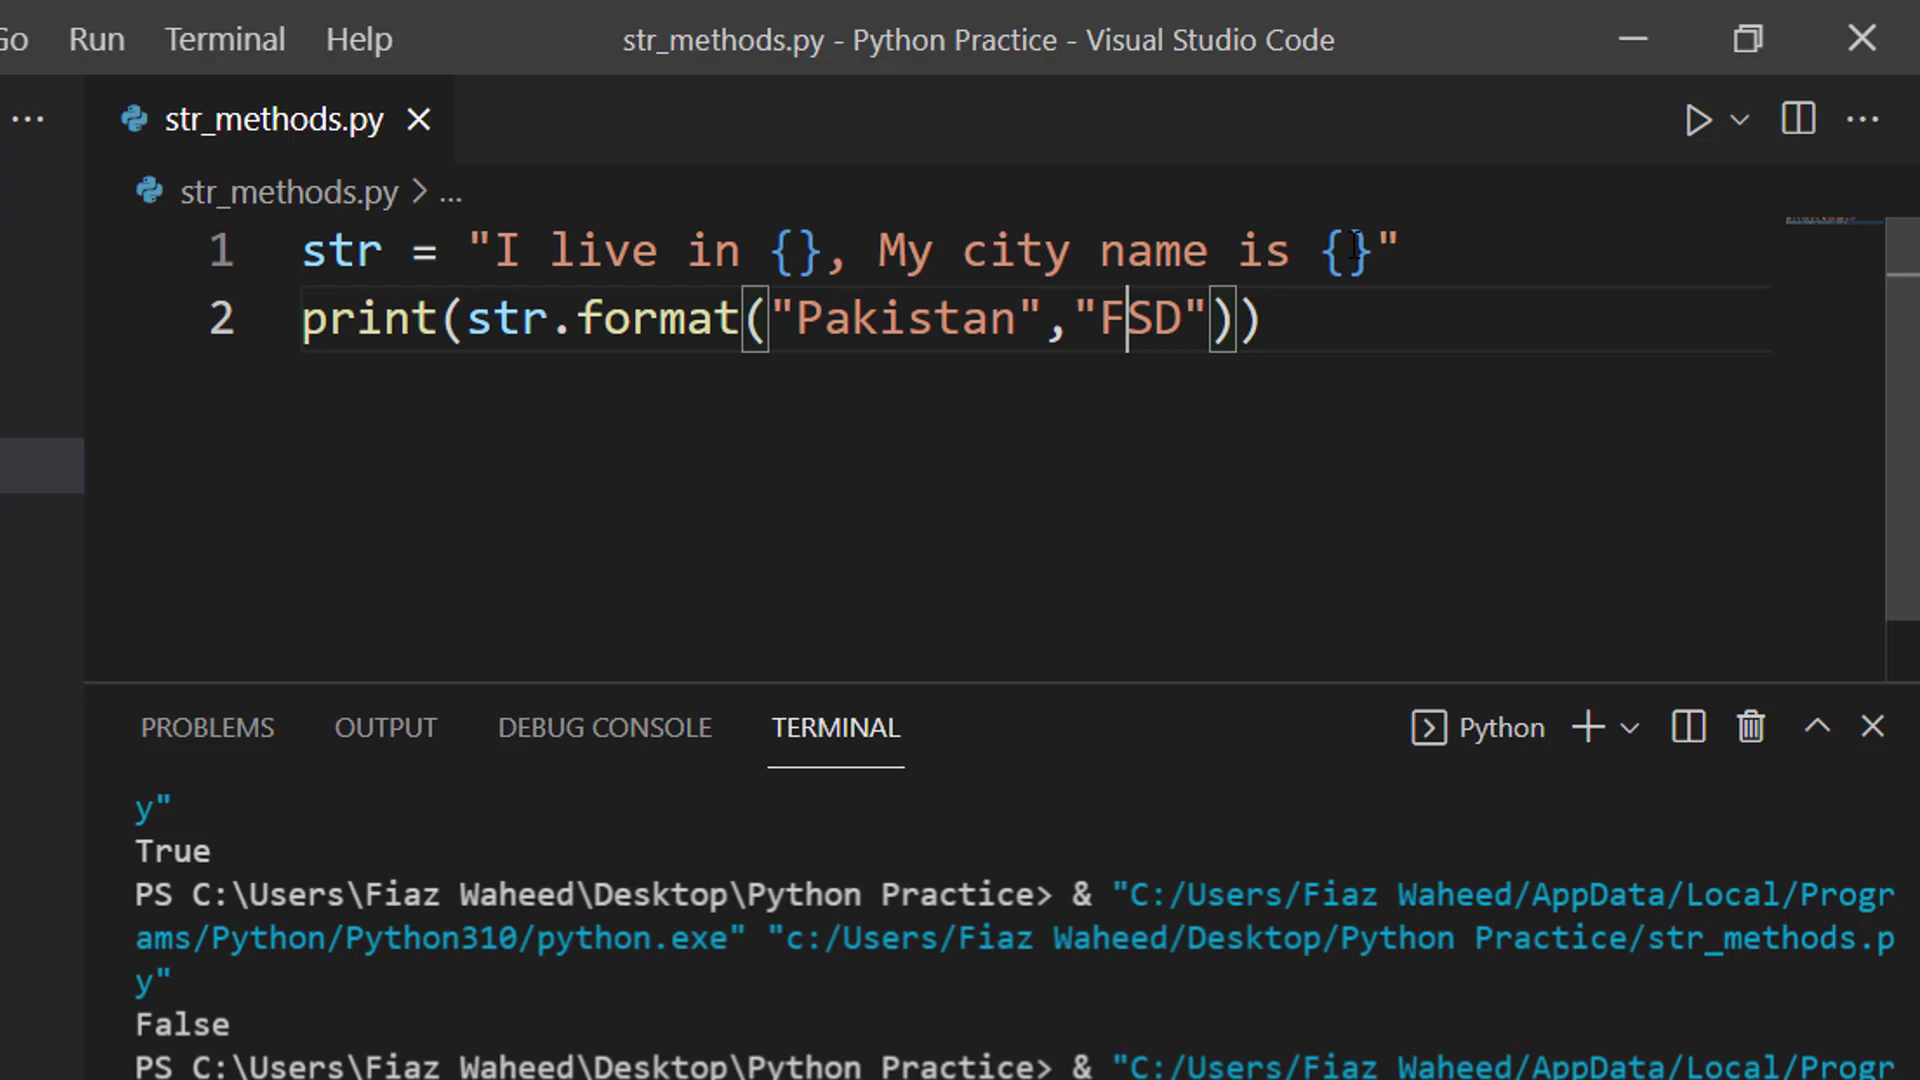 Go Run Terminal Help str_methods.py - Python Practice - Visual Studio Code
... str_methods.py ...
str_methods.py > ...
1 str = "I live in {}, My city name is {}"
2 print(str.format("Pakistan","FSD"))
PROBLEMS OUTPUT DEBUG CONSOLE TERMINAL Python
y"
True
PS C:\Users\Fiaz Waheed\Desktop\Python Practice> & "C:/Users/Fiaz Waheed/AppData/Local/Progr
ams/Python/Python310/python.exe" "c:/Users/Fiaz Waheed/Desktop/Python Practice/str_methods.p
y"
False
PS C:\Users\Fiaz Waheed\Desktop\Python Practice> & "C:/Users/Fiaz Waheed/AppData/Local/Progr